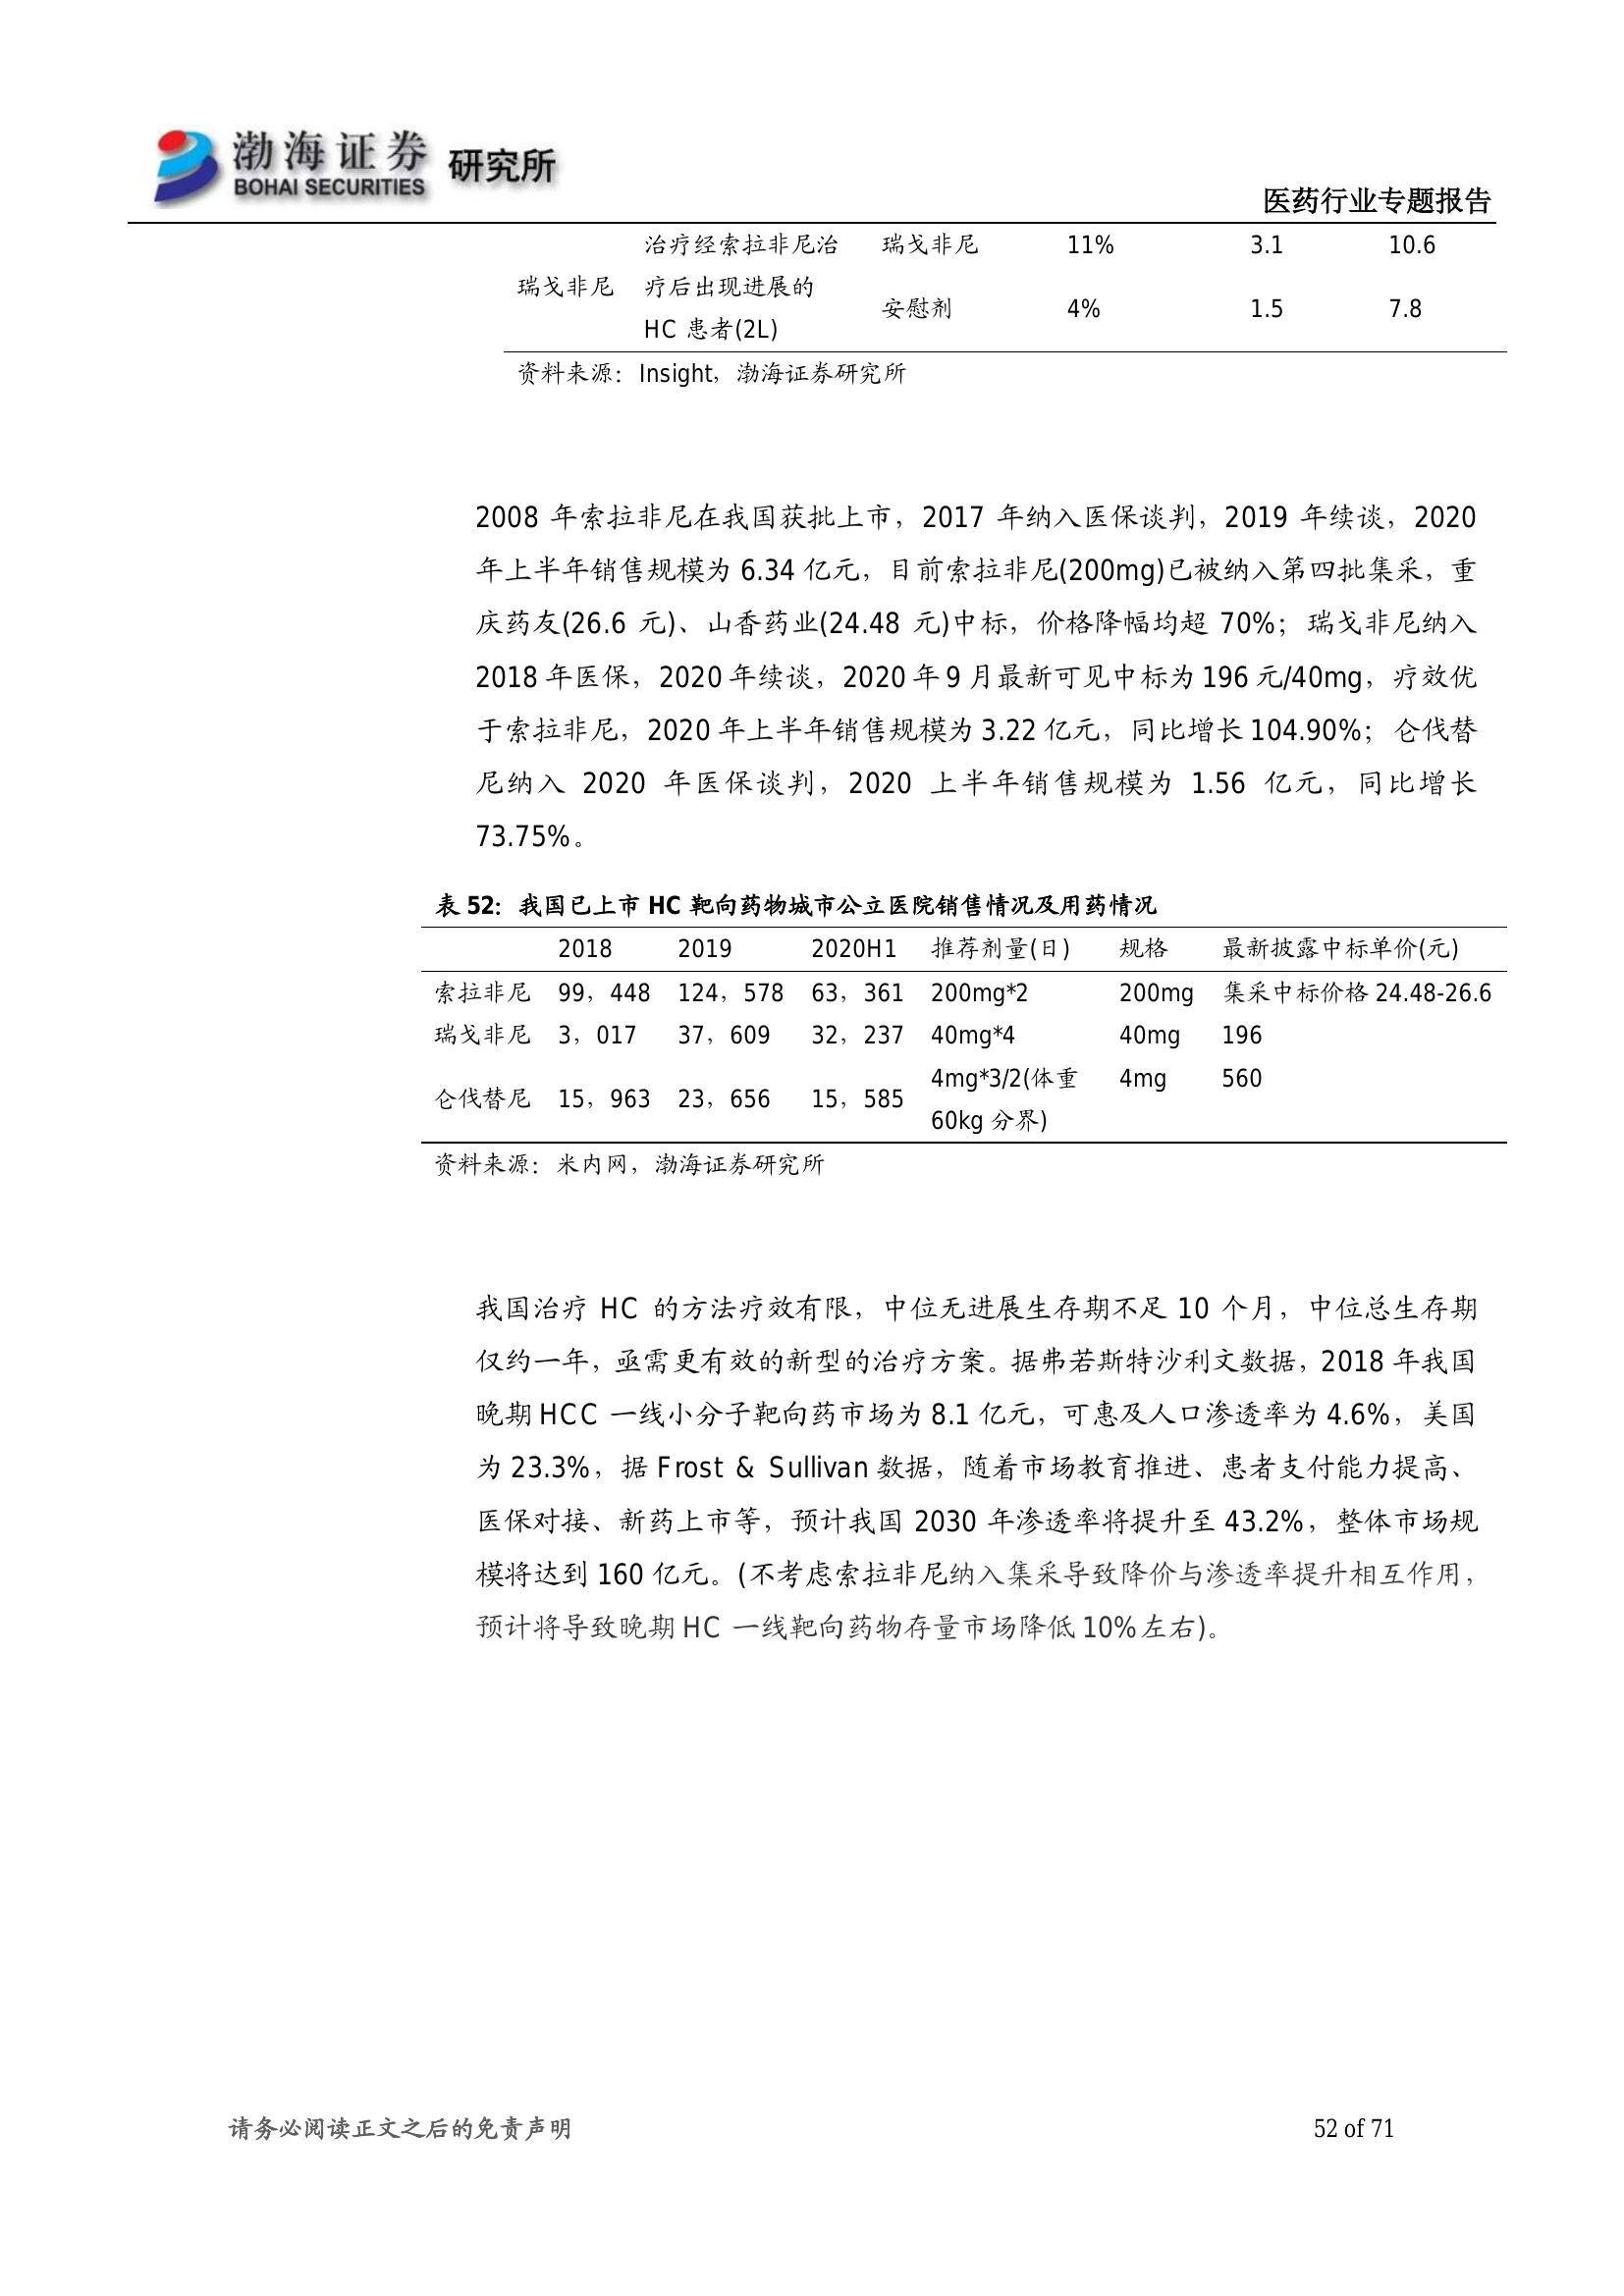 渤海证券 研究所
BOHAI SECURITIES
医药行业专题报告
治疗经索拉非尼治 瑞戈非尼 11% 3.1 10.6
瑞戈非尼 疗后出现进展的
安慰剂 4% 1.5 7.8
HC 患者(2L)
资料来源：Insight，渤海证券研究所
2008 年索拉非尼在我国获批上市，2017 年纳入医保谈判，2019 年续谈，2020
年上半年销售规模为 6.34 亿元，目前索拉非尼(200mg)已被纳入第四批集采，重
庆药友(26.6 元)、山香药业(24.48 元)中标，价格降幅均超 70%；瑞戈非尼纳入
2018 年医保，2020 年续谈，2020 年 9 月最新可见中标为 196 元/40mg，疗效优
于索拉非尼，2020 年上半年销售规模为 3.22 亿元，同比增长 104.90%；仑伐替
尼纳入 2020 年医保谈判，2020 上半年销售规模为 1.56 亿元，同比增长
73.75%。
表 52：我国已上市 HC 靶向药物城市公立医院销售情况及用药情况
2018 2019 2020H1 推荐剂量(日) 规格 最新披露中标单价(元)
索拉非尼 99，448 124，578 63，361 200mg*2 200mg 集采中标价格 24.48-26.6
瑞戈非尼 3，017 37，609 32，237 40mg*4 40mg 196
4mg*3/2(体重 4mg 560
仑伐替尼 15，963 23，656 15，585
60kg 分界)
资料来源：米内网，渤海证券研究所
我国治疗 HC 的方法疗效有限，中位无进展生存期不足 10 个月，中位总生存期
仅约一年，亟需更有效的新型的治疗方案。据弗若斯特沙利文数据，2018 年我国
晚期 HCC 一线小分子靶向药市场为 8.1 亿元，可惠及人口渗透率为 4.6%，美国
为 23.3%，据 Frost & Sullivan 数据，随着市场教育推进、患者支付能力提高、
医保对接、新药上市等，预计我国 2030 年渗透率将提升至 43.2%，整体市场规
模将达到 160 亿元。(不考虑索拉非尼纳入集采导致降价与渗透率提升相互作用，
预计将导致晚期 HC 一线靶向药物存量市场降低 10%左右)。
请务必阅读正文之后的免责声明 52 of 71